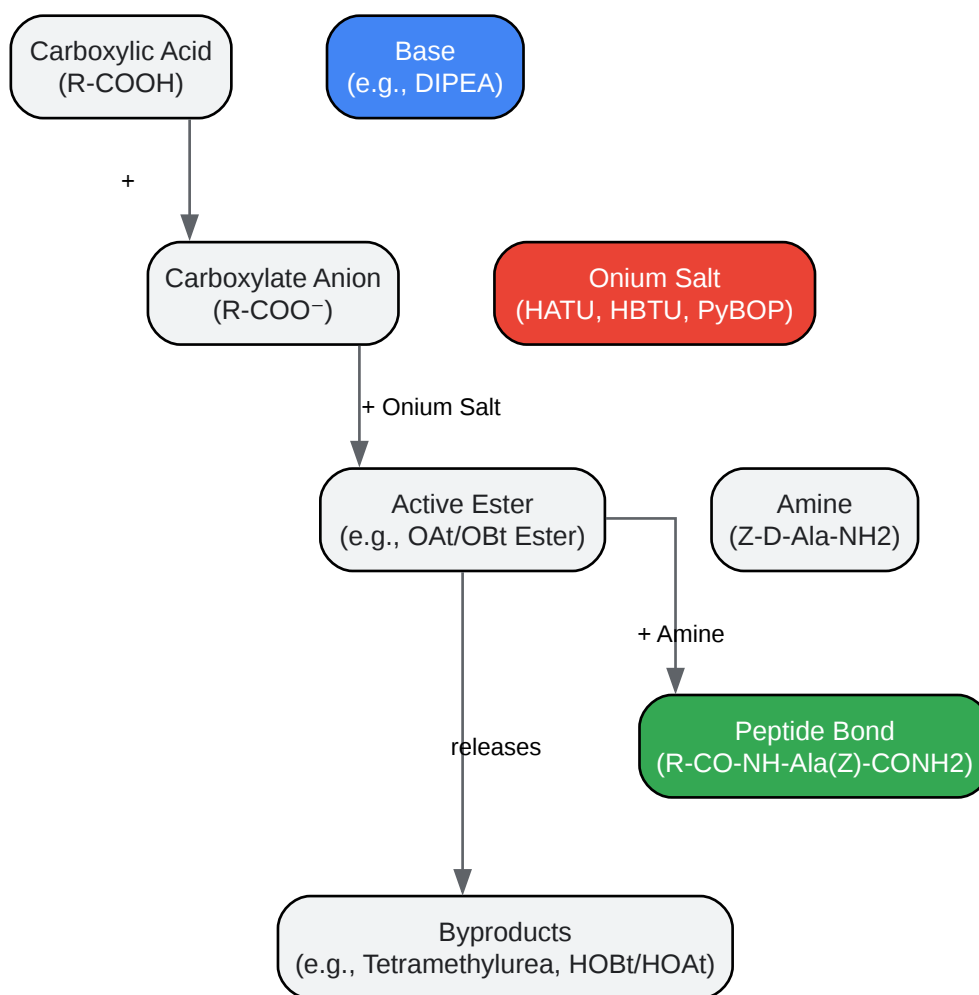 Carboxylic Acid
(R-COOH)
Base
(e.g., DIPEA)
+
Carboxylate Anion
(R-COO⁻)
Onium Salt
(HATU, HBTU, PyBOP)
+ Onium Salt
Active Ester
(e.g., OAt/OBt Ester)
Amine
(Z-D-Ala-NH2)
+ Amine
Peptide Bond
(R-CO-NH-Ala(Z)-CONH2)
releases
Byproducts
(e.g., Tetramethylurea, HOBt/HOAt)